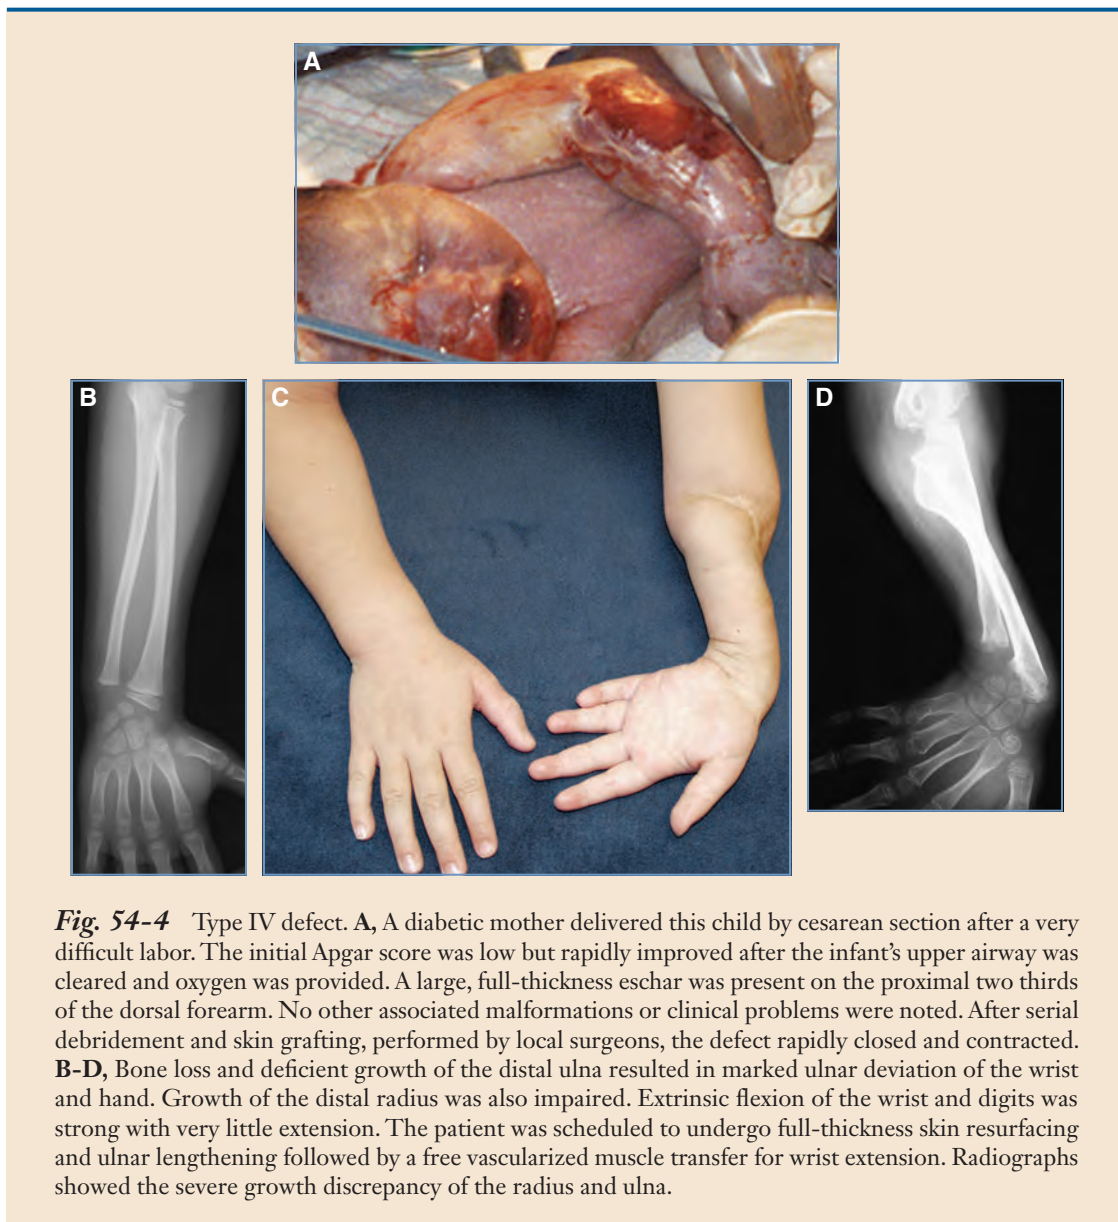 A
B
C
D
Fig. 54-4 Type IV defect. A, A diabetic mother delivered this child by cesarean section after a very
difficult labor. The initial Apgar score was low but rapidly improved after the infant's upper airway was
cleared and oxygen was provided. A large, full-thickness eschar was present on the proximal two thirds
of the dorsal forearm. No other associated malformations or clinical problems were noted. After serial
debridement and skin grafting, performed by local surgeons, the defect rapidly closed and contracted.
B-D, Bone loss and deficient growth of the distal ulna resulted in marked ulnar deviation of the wrist
and hand. Growth of the distal radius was also impaired. Extrinsic flexion of the wrist and digits was
strong with very little extension. The patient was scheduled to undergo full-thickness skin resurfacing
and ulnar lengthening followed by a free vascularized muscle transfer for wrist extension. Radiographs
showed the severe growth discrepancy of the radius and ulna.